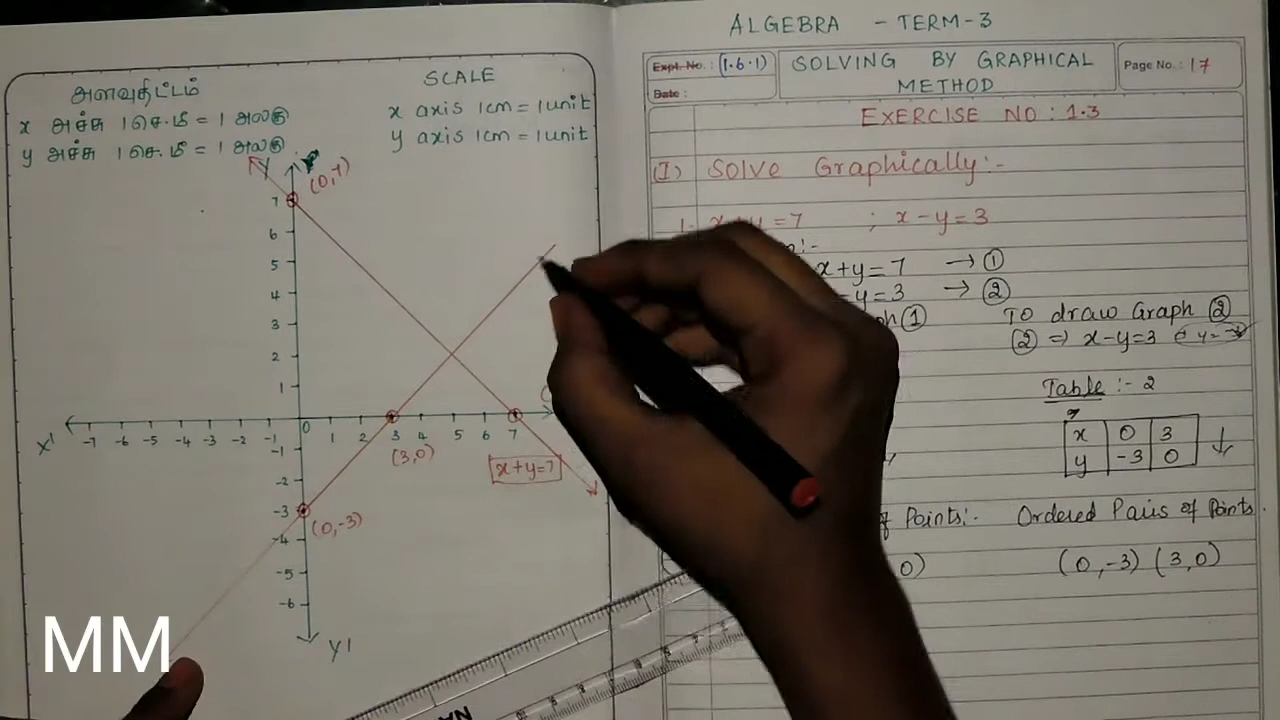 அளவுதிட்டம்
x அச்சு 1 செ.மீ = 1 அலகு
y அச்சு 1 செ.மீ = 1 அலகு
SCALE
x axis 1cm = 1unit
y axis 1cm = 1unit
Y
(0,7)
7
6
5
4
3
2
1
X' -7 -6 -5 -4 -3 -2 -1 0 1 2 3 4 5 6 7
-1
(3,0)
x+y=7
-2
-3
(0,-3)
-4
-5
-6
Y'
MM
ALGEBRA - TERM-3
Expt. No. : (1.6.1)
Date :
SOLVING BY GRAPHICAL
METHOD
Page No. : 17
EXERCISE NO : 1.3
(I) Solve Graphically:-
1. x+y=7 ; x-y=3
x+y=7 → ①
-y=3 → ②
①
TO draw Graph ②
② ⇒ x-y=3
Table :- 2
x 0 3
y -3 0
of Points:- Ordered Pairs of Points.
0) (0,-3) (3,0)